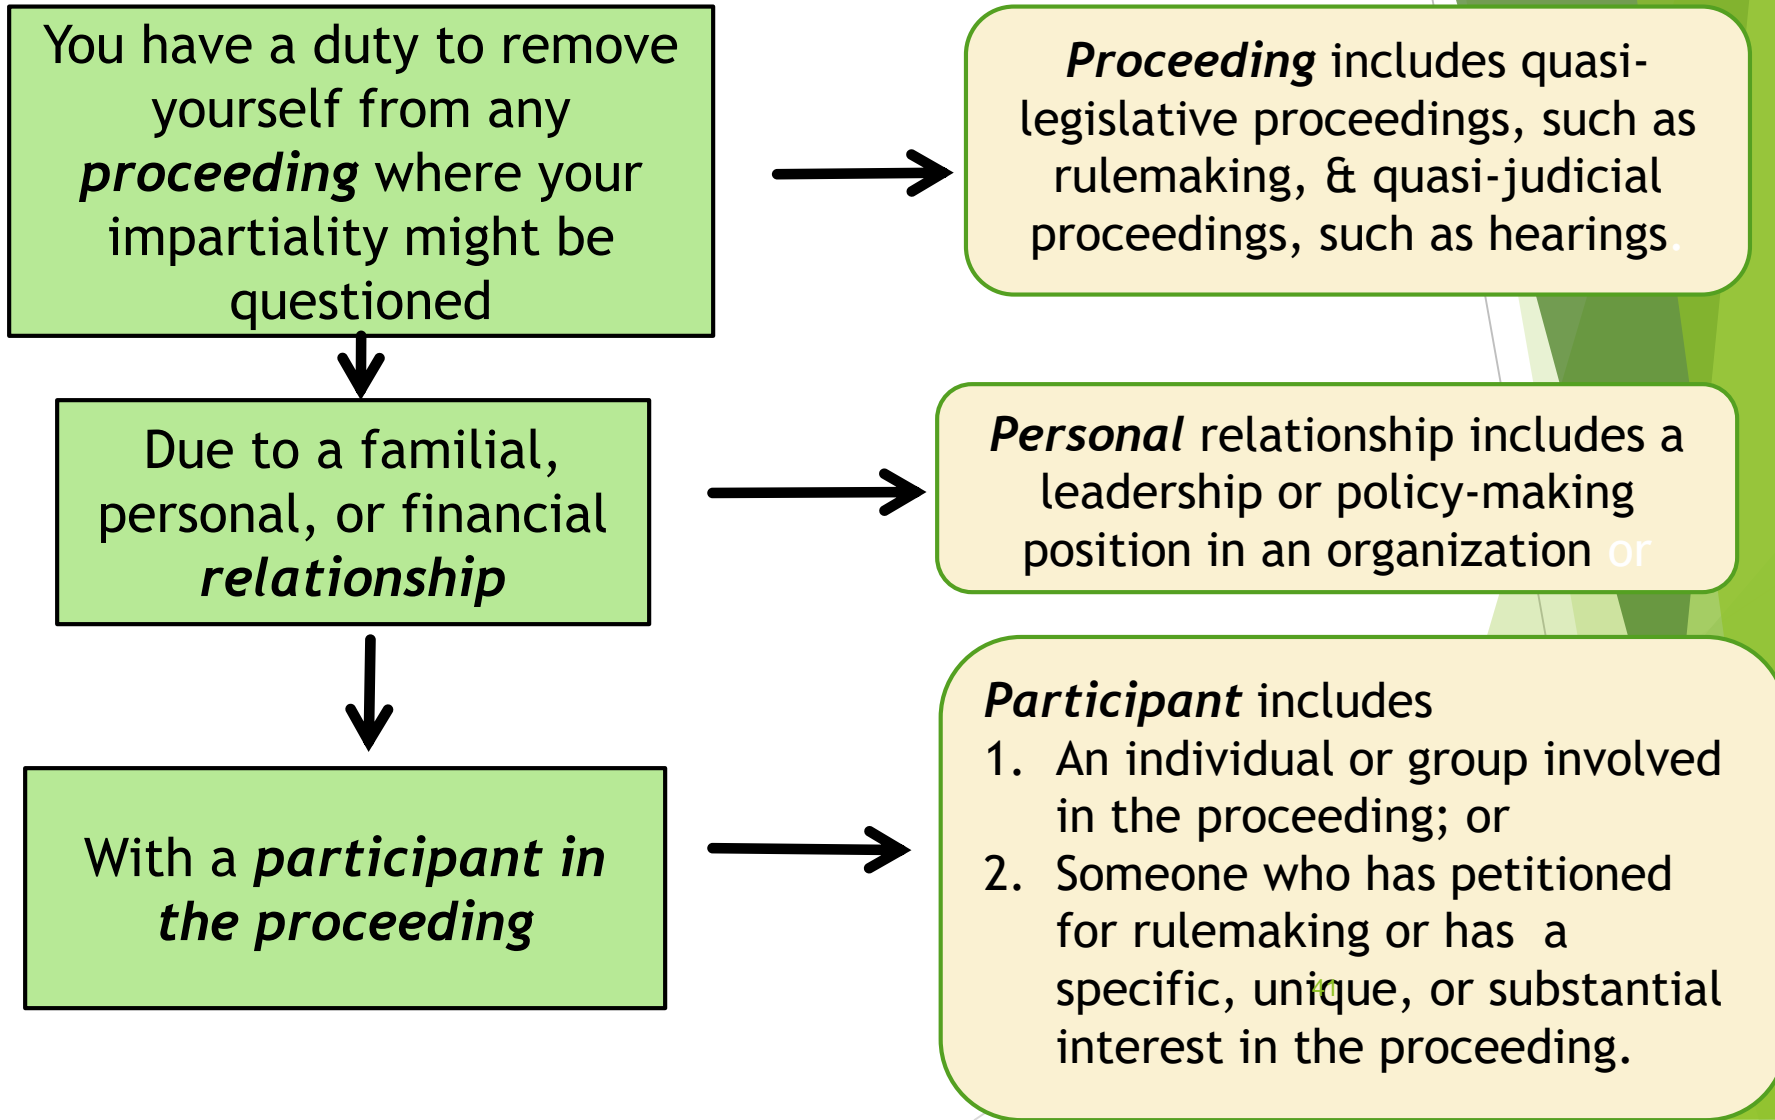 You have a duty to remove
yourself from any
proceeding where your
impartiality might be
questioned
Proceeding includes quasi-
legislative proceedings, such as
rulemaking, & quasi-judicial
proceedings, such as hearings.
Due to a familial,
personal, or financial
relationship
Personal relationship includes a
leadership or policy-making
position in an organization or
With a participant in
the proceeding
Participant includes
1. An individual or group involved
in the proceeding; or
2. Someone who has petitioned
for rulemaking or has a
specific, unique, or substantial
interest in the proceeding.
41